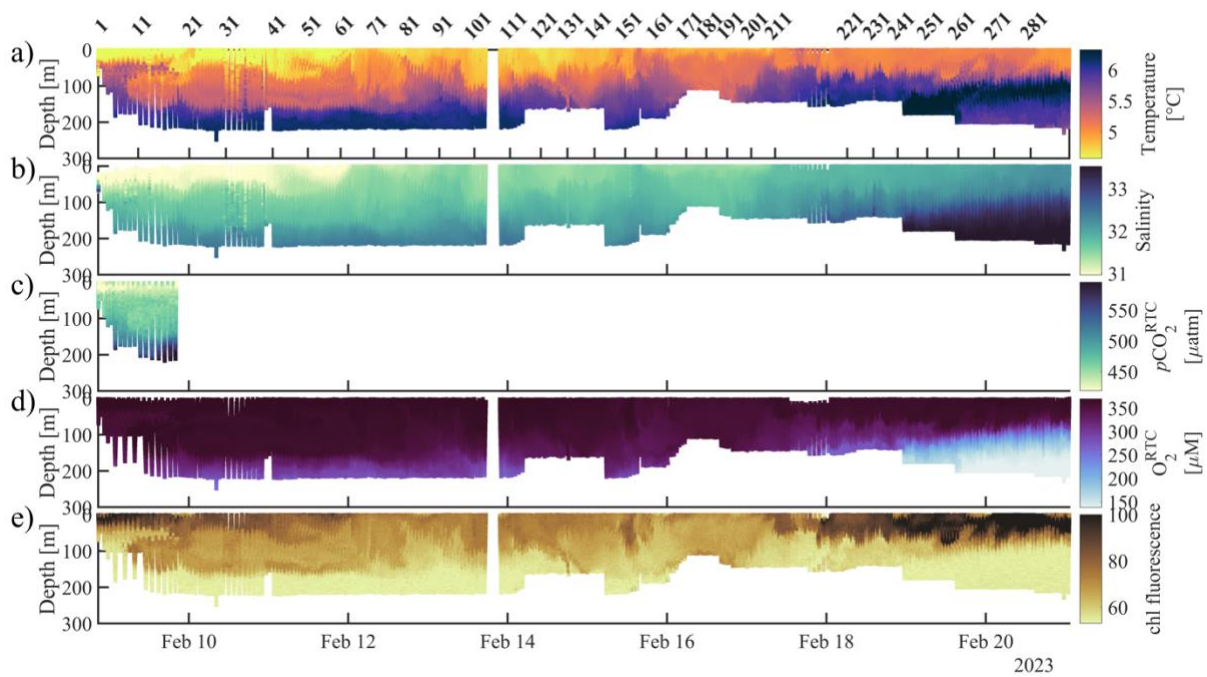 1 11 21 31 41 51 61 71 81 91 101 111 121 131 141 151 161 171 181 191 201 211 221 231 241 251 261 271 281
a) 0 100 200 300 Depth [m] 6 5.5 5 Temperature [°C]
b) 0 100 200 300 Depth [m] 33 32 31 Salinity
c) 0 100 200 300 Depth [m] 550 500 450 pCO₂ᴿᵀᶜ [μatm]
d) 0 100 200 300 Depth [m] 350 300 250 200 150 O₂ᴿᵀᶜ [μM]
e) 0 100 200 300 Depth [m] 100 80 60 chl fluorescence
Feb 10 Feb 12 Feb 14 Feb 16 Feb 18 Feb 20
2023